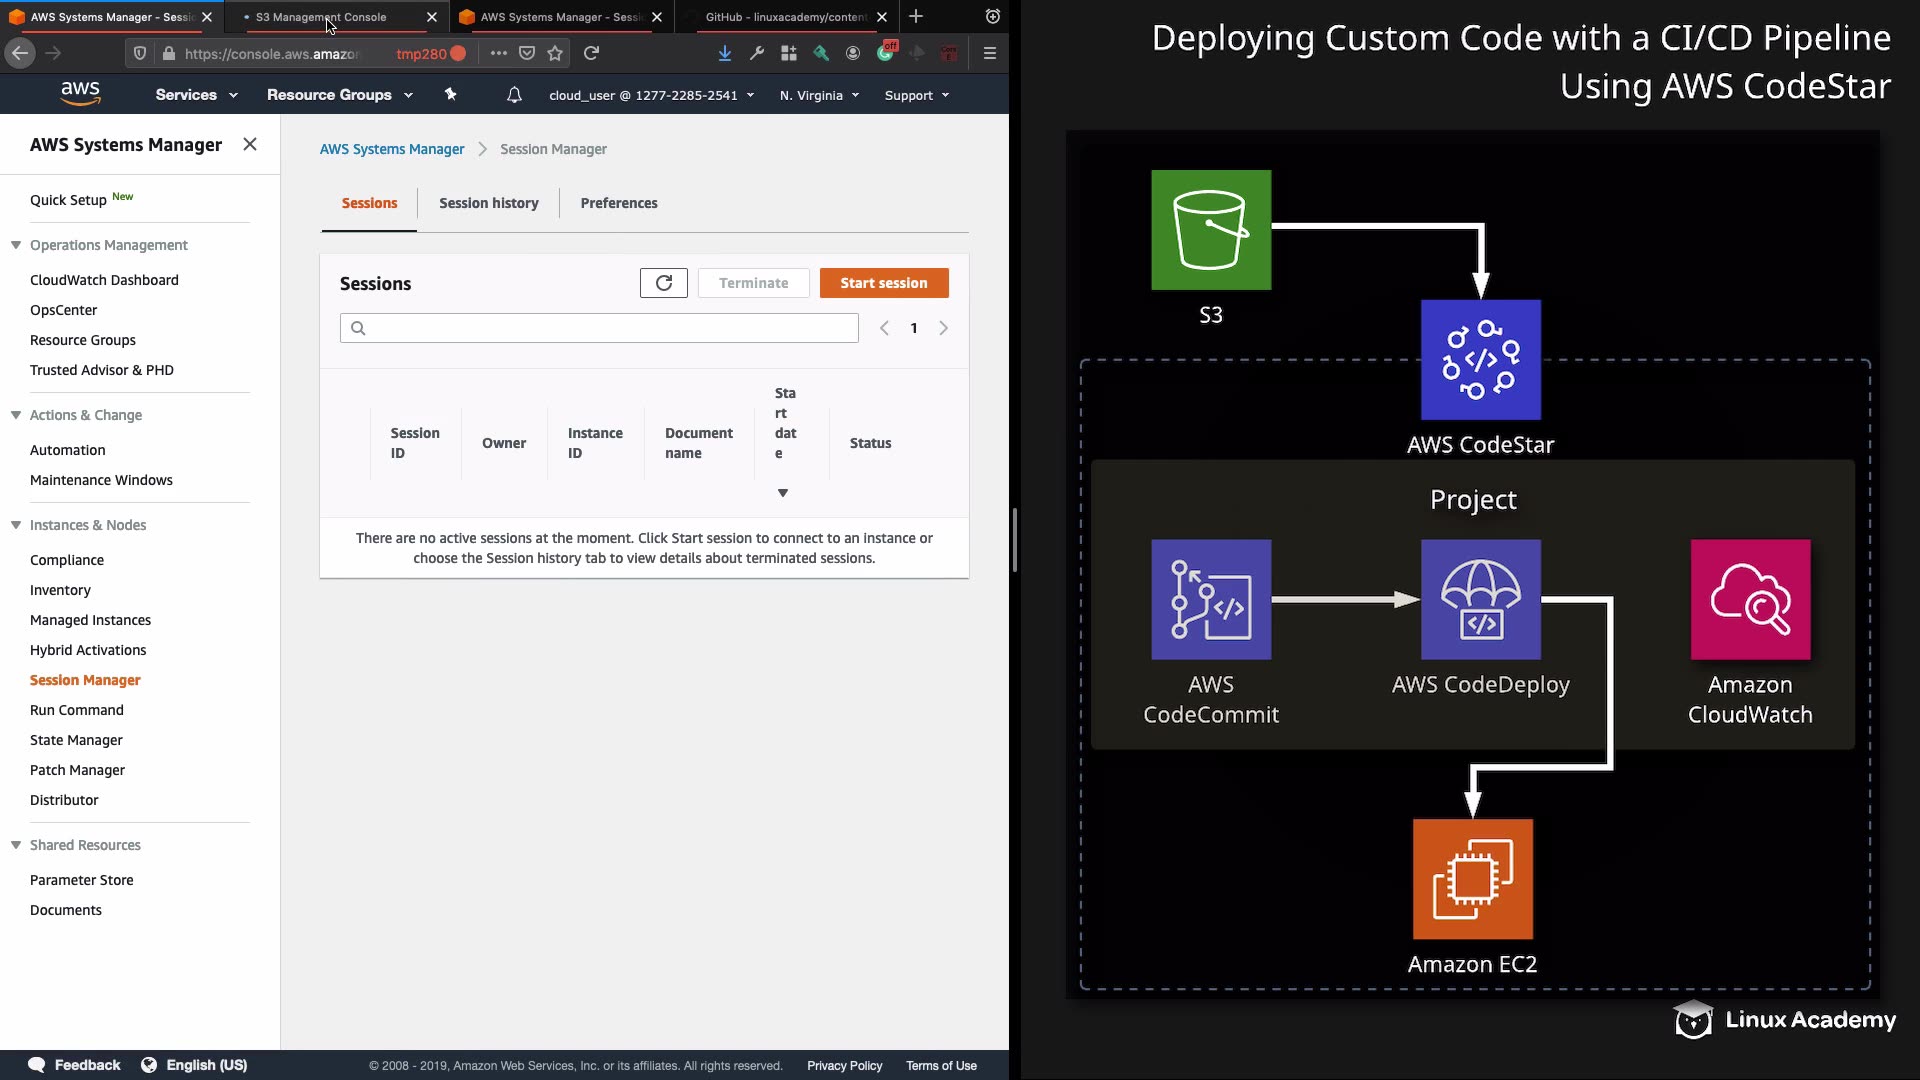 AWS Systems Manager - Sessi
S3 Management Console
AWS Systems Manager - Sessi
GitHub - linuxacademy/content
https://console.aws.amazo
tmp280
off
aws
Services
Resource Groups
cloud_user @ 1277-2285-2541
N. Virginia
Support
AWS Systems Manager
Quick Setup New
Operations Management
CloudWatch Dashboard
OpsCenter
Resource Groups
Trusted Advisor & PHD
Actions & Change
Automation
Maintenance Windows
Instances & Nodes
Compliance
Inventory
Managed Instances
Hybrid Activations
Session Manager
Run Command
State Manager
Patch Manager
Distributor
Shared Resources
Parameter Store
Documents
AWS Systems Manager > Session Manager
Sessions
Session history
Preferences
Sessions
Terminate
Start session
1
Session
ID
Owner
Instance
ID
Document
name
Sta
rt
dat
e
Status
There are no active sessions at the moment. Click Start session to connect to an instance or
choose the Session history tab to view details about terminated sessions.
Feedback
English (US)
© 2008 - 2019, Amazon Web Services, Inc. or its affiliates. All rights reserved.
Privacy Policy
Terms of Use
Deploying Custom Code with a CI/CD Pipeline
Using AWS CodeStar
S3
</>
AWS CodeStar
Project
</>
AWS
CodeCommit
</>
AWS CodeDeploy
Amazon
CloudWatch
Amazon EC2
Linux Academy